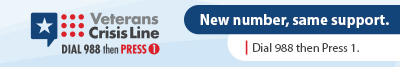 Veterans
Crisis Line
DIAL 988 then PRESS 1
New number, same support.
Dial 988 then Press 1.